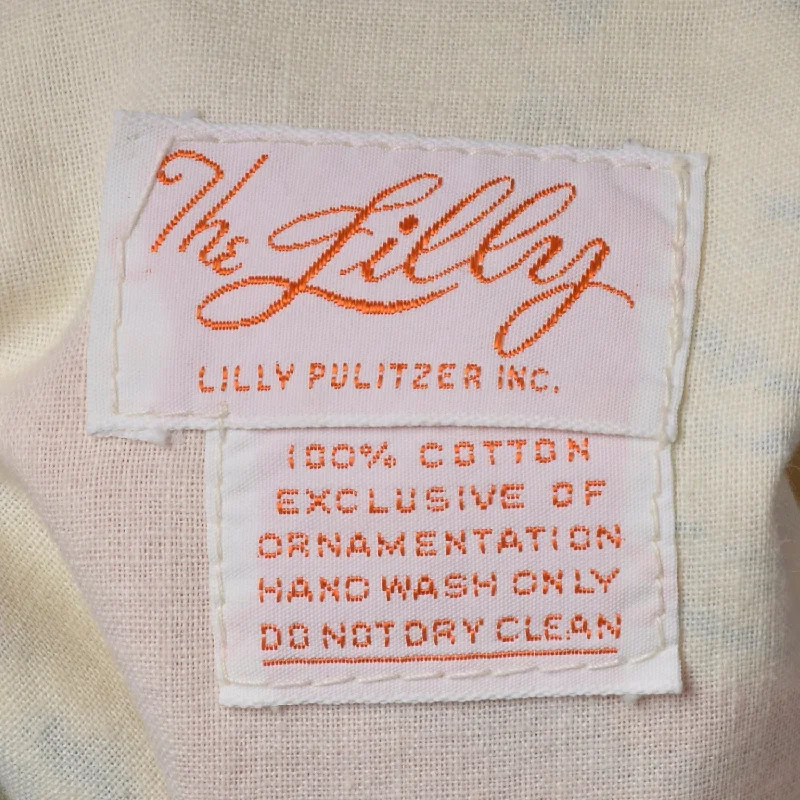 The Lilly
LILLY PULITZER INC.
100% COTTON
EXCLUSIVE OF
ORNAMENTATION
HAND WASH ONLY
DO NOT DRY CLEAN